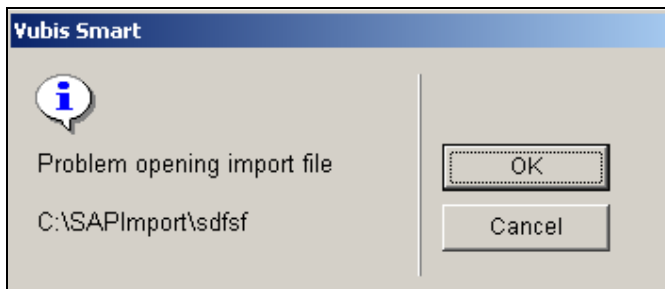 Vubis Smart
Problem opening import file
C:\SAPImport\sdfsf
OK
Cancel